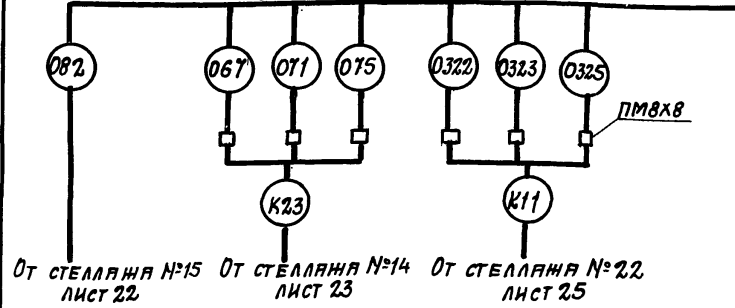 082 067 071 075 0322 0323 0325
ПМ8х8
К23 К11
От стеллажа №15 От стеллажа №14 От стеллажа №22
лист 22 лист 23 лист 25